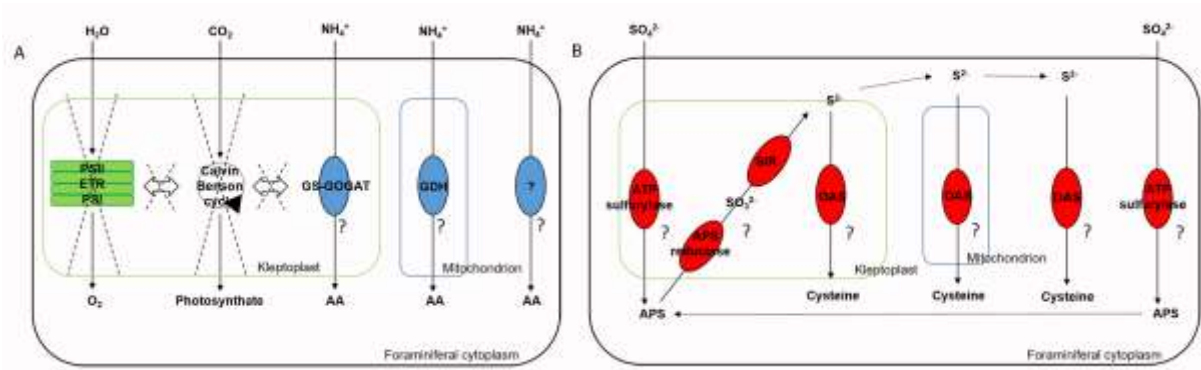 A
H₂O
CO₂
NH₄⁺
NH₄⁺
NH₄⁺
PSII
ETR
PSI
Calvin
Benson
cycle
GS-GOGAT
?
GDH
?
?
?
Kleptoplast
Mitochondrion
O₂
Photosynthate
AA
AA
AA
Foraminiferal cytoplasm
B
SO₄²⁻
SO₄²⁻
S²⁻
S²⁻
S²⁻
ATP
sulfurylase
?
SIR
SO₃²⁻
?
APS
reductase
OAS
?
OAS
?
OAS
?
ATP
sulfurylase
?
Kleptoplast
Mitochondrion
Cysteine
Cysteine
Cysteine
APS
APS
Foraminiferal cytoplasm